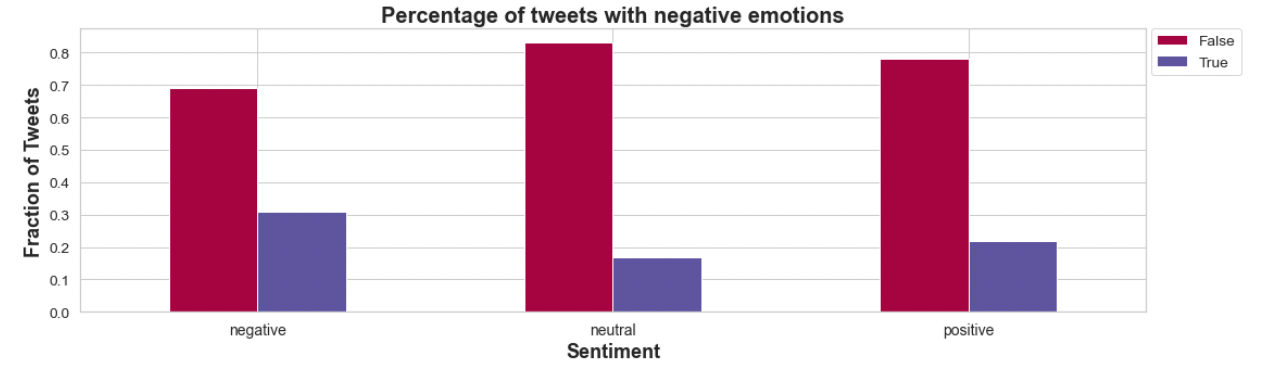 Percentage of tweets with negative emotions
False
True
Fraction of Tweets
0.8
0.7
0.6
0.5
0.4
0.3
0.2
0.1
0.0
negative neutral positive
Sentiment